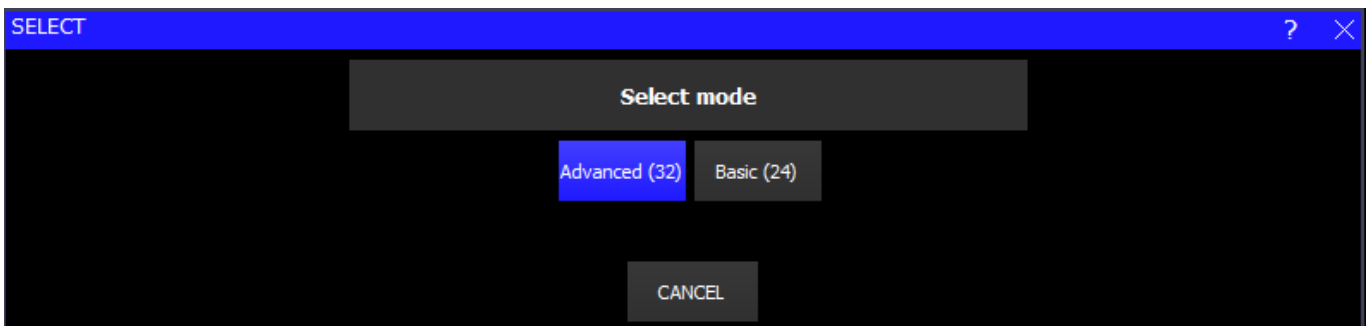 SELECT ?
Select mode
Advanced (32) Basic (24)
CANCEL